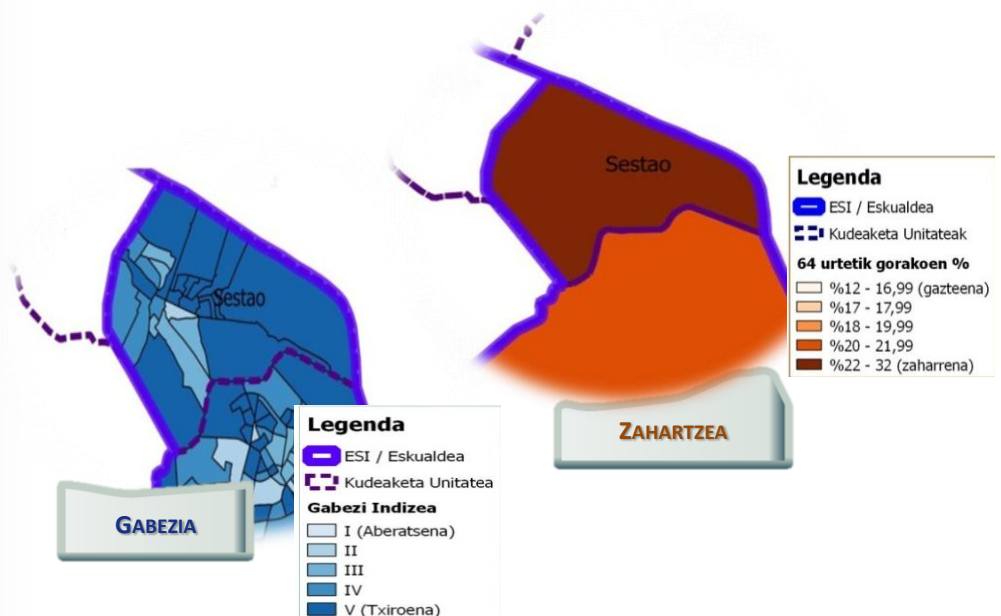 Sestao
GABEZIA
Legenda
ESI / Eskualdea
Kudeaketa Unitatea
Gabezi Indizea
I (Aberatsena)
II
III
IV
V (Txiroena)
Sestao
ZAHARTZEA
Legenda
ESI / Eskualdea
Kudeaketa Unitateak
64 urtetik gorakoen %
%12 - 16,99 (gazteena)
%17 - 17,99
%18 - 19,99
%20 - 21,99
%22 - 32 (zaharrena)